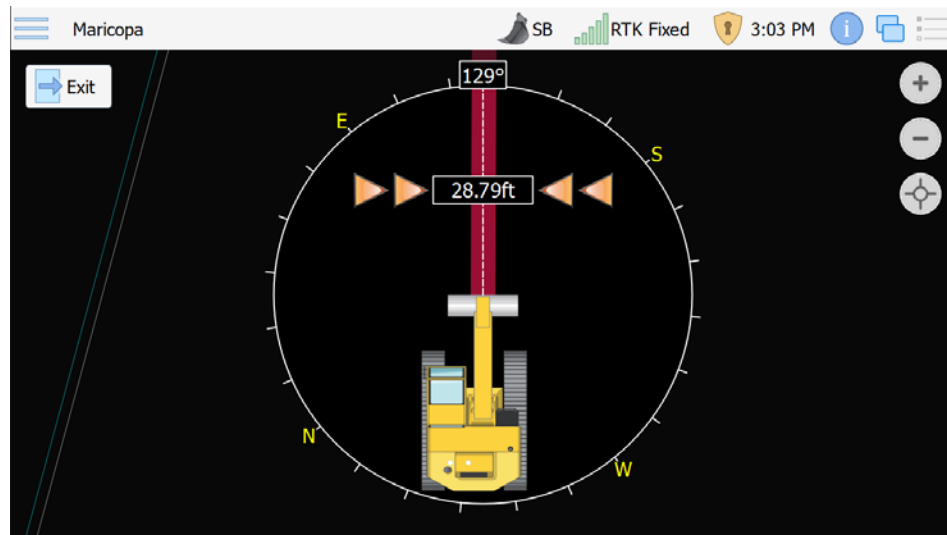 Maricopa
SB
RTK Fixed
3:03 PM
i
Exit
129°
E
S
28.79ft
N
W